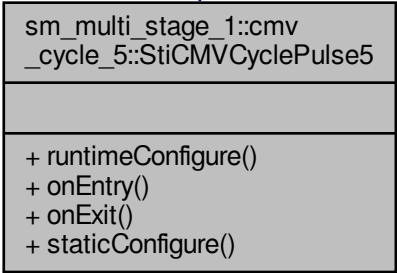 sm_multi_stage_1::cmv
_cycle_5::StiCMVCyclePulse5
+ runtimeConfigure()
+ onEntry()
+ onExit()
+ staticConfigure()